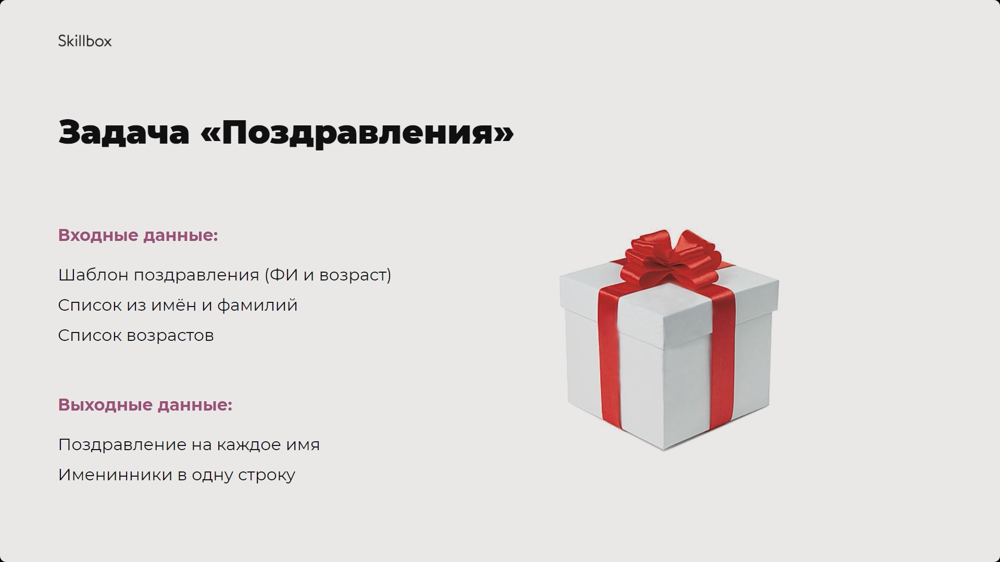 Skillbox
Задача «Поздравления»
Входные данные:
Шаблон поздравления (ФИ и возраст)
Список из имён и фамилий
Список возрастов
Выходные данные:
Поздравление на каждое имя
Именинники в одну строку